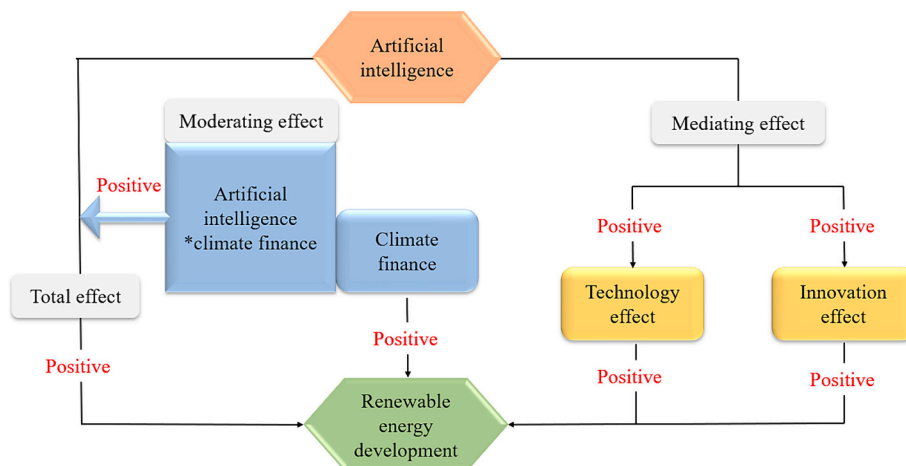 Artificial
intelligence
Moderating effect
Mediating effect
Positive
Artificial
intelligence
*climate finance
Climate
finance
Positive
Positive
Total effect
Technology
effect
Innovation
effect
Positive
Positive
Positive
Positive
Renewable
energy
development